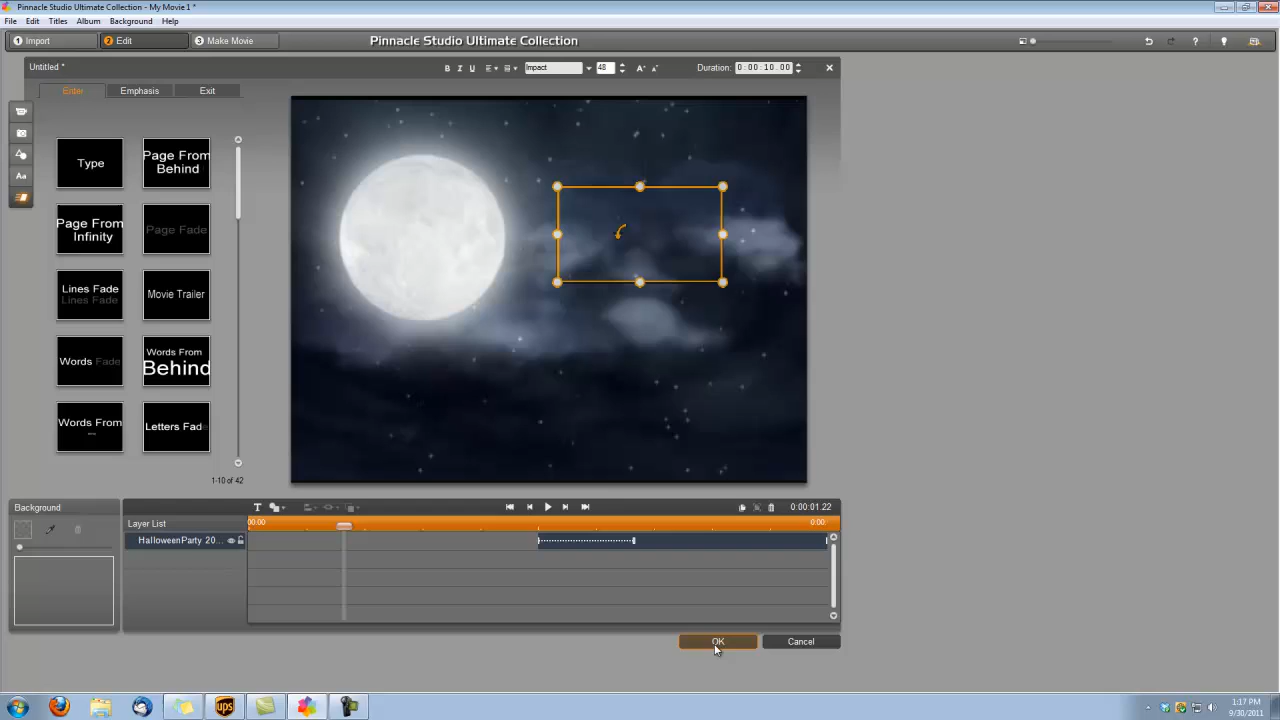 Pinnacle Studio Ultimate Collection - My Movie 1 *
File Edit Titles Album Background Help
1 Import 2 Edit 3 Make Movie Pinnacle Studio Ultimate Collection ?
Untitled * B I U Impact 48 Duration: 0:00:10.00
Enter Emphasis Exit
Type
Page From Behind
Page From Infinity
Page Fade
Lines Fade
Lines Fade
Movie Trailer
Words Fade
Words From
Behind
Words From
Letters Fad
1-10 of 42
Background T 0:00:01.22
Layer List 00:00 0:00:
HalloweenParty 20...
OK Cancel
ups
1:17 PM
9/30/2011